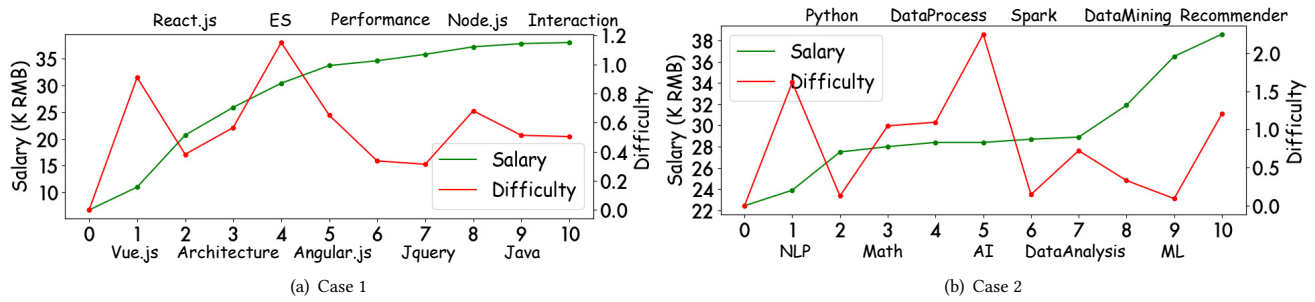 React.js ES Performance Node.js Interaction
35
30
25
20
15
10
Salary (K RMB)
1.2
1.0
0.8
0.6
0.4
0.2
0.0
Difficulty
Salary
Difficulty
0 1 2 3 4 5 6 7 8 9 10
Vue.js Architecture Angular.js Jquery Java
(a) Case 1
Python DataProcess Spark DataMining Recommender
38
36
34
32
30
28
26
24
22
Salary (K RMB)
2.0
1.5
1.0
0.5
0.0
Difficulty
Salary
Difficulty
0 1 2 3 4 5 6 7 8 9 10
NLP Math AI DataAnalysis ML
(b) Case 2